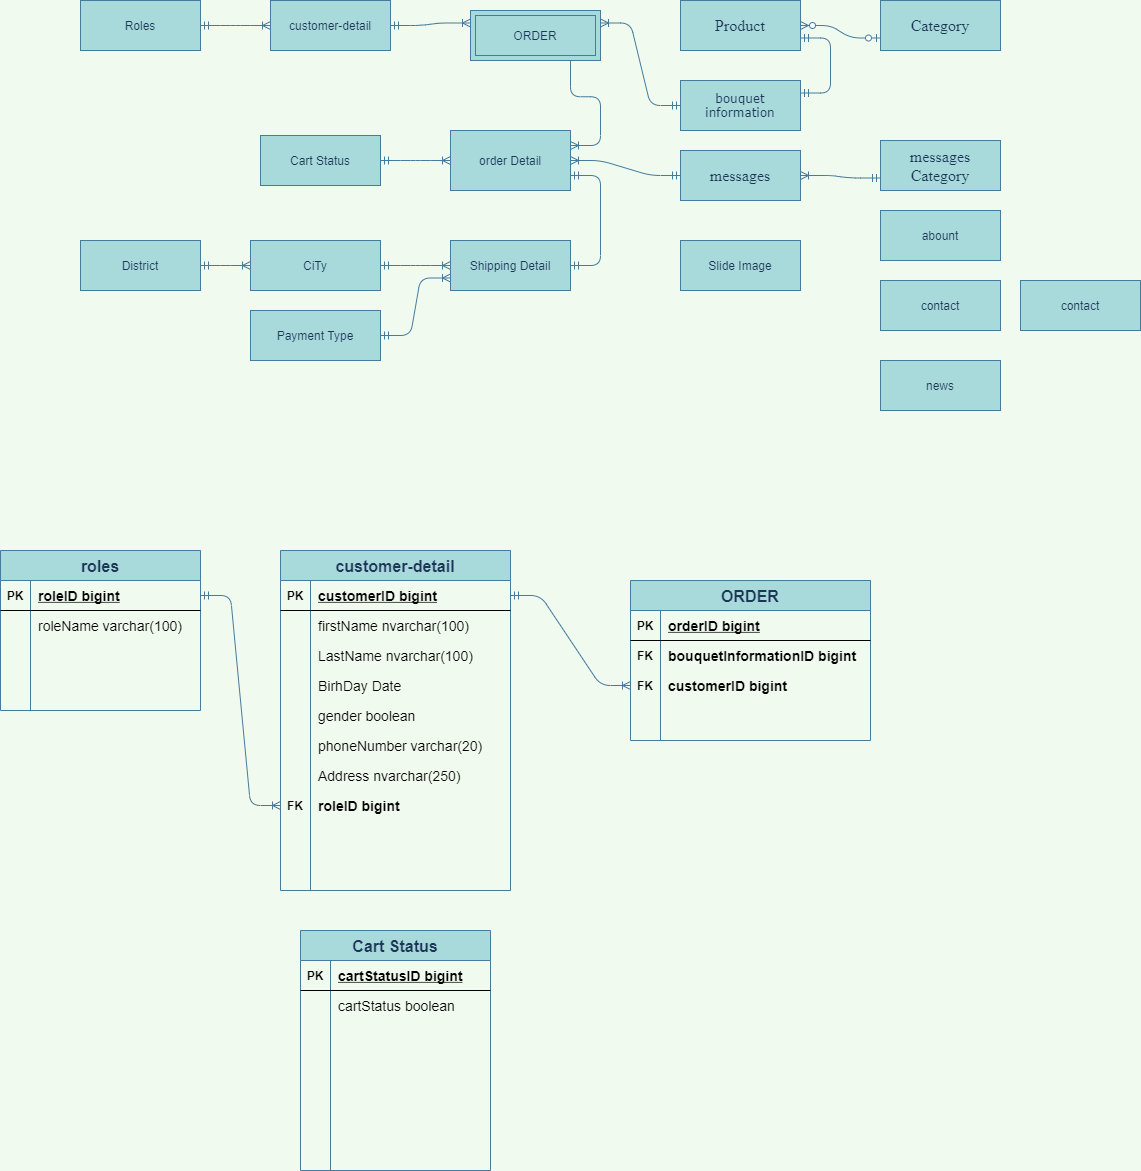 Roles
customer-detail
ORDER
Product
Category
bouquet
information
Cart Status
order Detail
messages
messages
Category
abount
District
CiTy
Shipping Detail
Slide Image
contact
contact
Payment Type
news
roles
PK roleID bigint
roleName varchar(100)
customer-detail
PK customerID bigint
firstName nvarchar(100)
LastName nvarchar(100)
BirhDay Date
gender boolean
phoneNumber varchar(20)
Address nvarchar(250)
FK roleID bigint
ORDER
PK orderID bigint
FK bouquetInformationID bigint
FK customerID bigint
Cart Status
PK cartStatusID bigint
cartStatus boolean